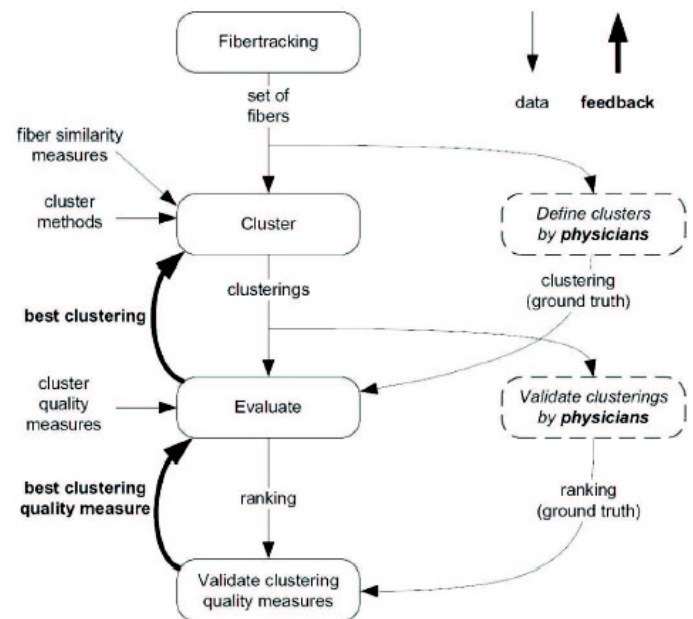 Fibertracking
set of
fibers
data
feedback
fiber similarity
measures
cluster
methods
Cluster
Define clusters
by physicians
best clustering
clusterings
clustering
(ground truth)
cluster
quality
measures
Evaluate
Validate clusterings
by physicians
best clustering
quality measure
ranking
ranking
(ground truth)
Validate clustering
quality measures